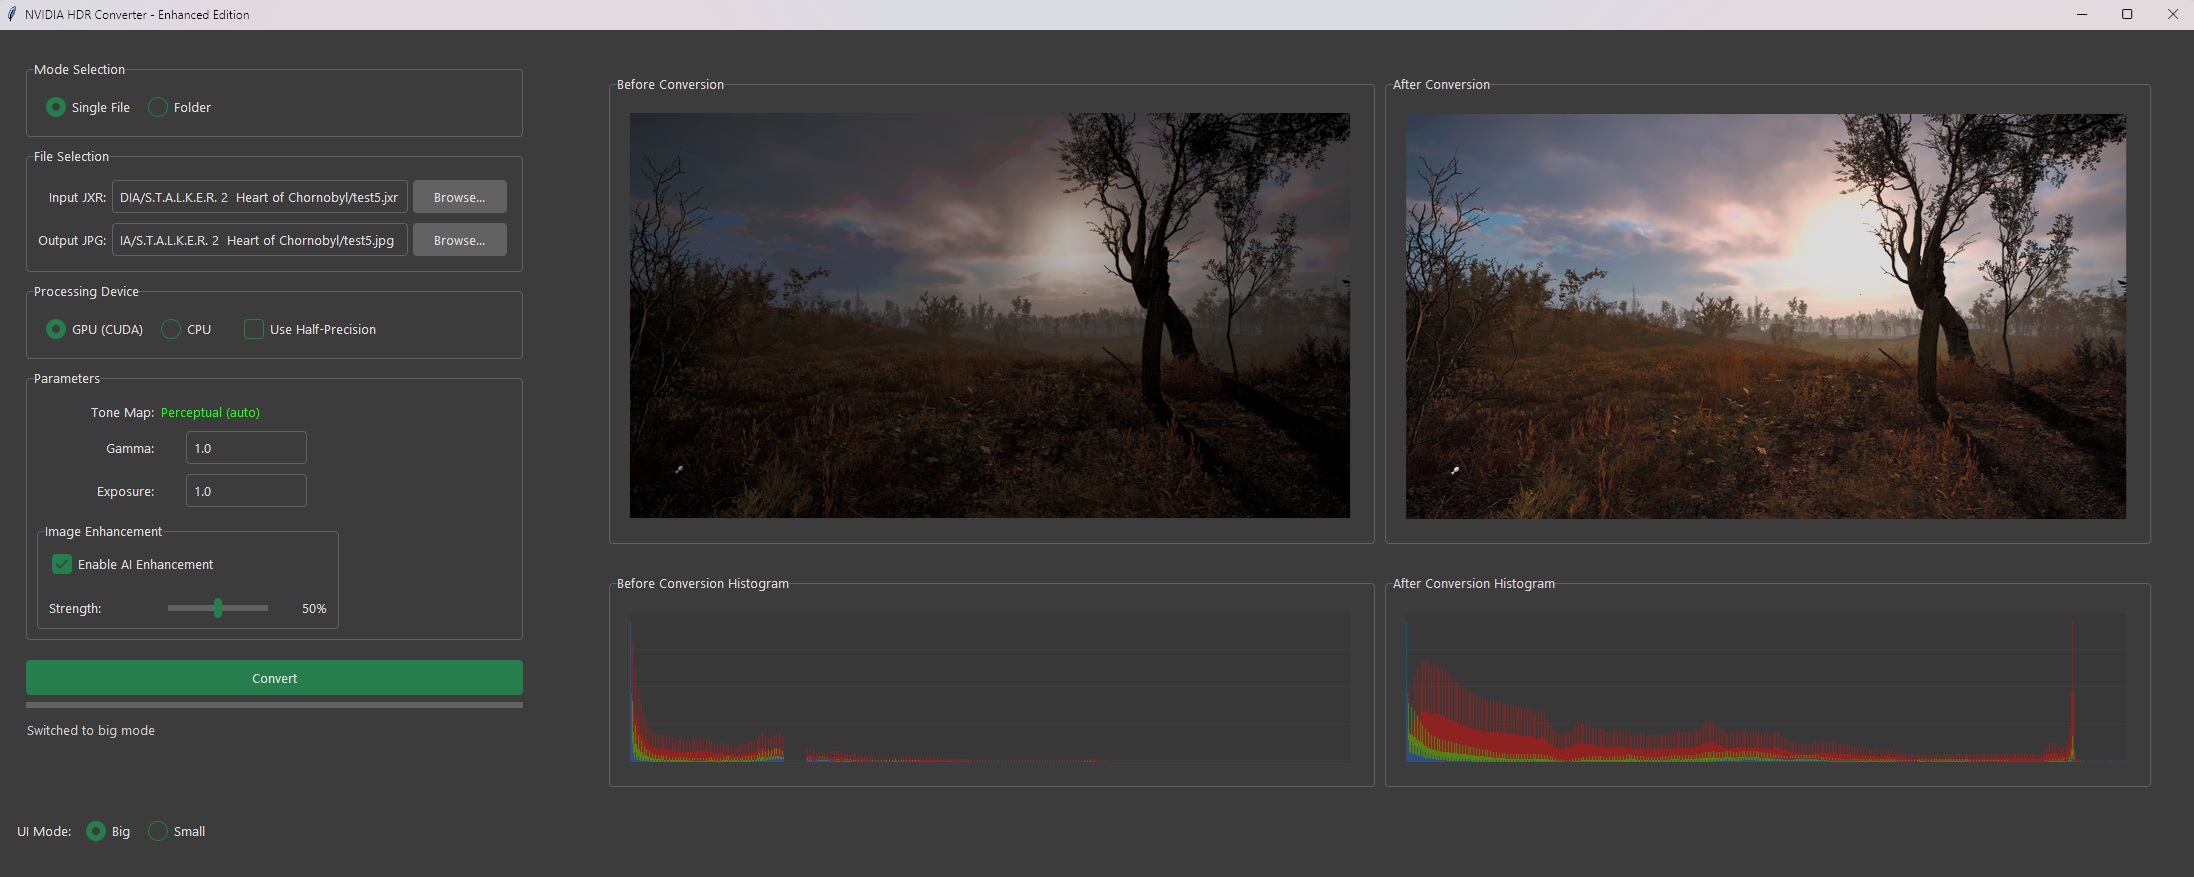 NVIDIA HDR Converter - Enhanced Edition
Mode Selection
Single File
Folder
File Selection
Input JXR:
DIA/S.T.A.L.K.E.R. 2  Heart of Chornobyl/test5.jxr
Browse...
Output JPG:
IA/S.T.A.L.K.E.R. 2  Heart of Chornobyl/test5.jpg
Browse...
Processing Device
GPU (CUDA)
CPU
Use Half-Precision
Parameters
Tone Map: Perceptual (auto)
Gamma:
1.0
Exposure:
1.0
Image Enhancement
Enable AI Enhancement
Strength:
50%
Convert
Switched to big mode
UI Mode:
Big
Small
Before Conversion
After Conversion
Before Conversion Histogram
After Conversion Histogram